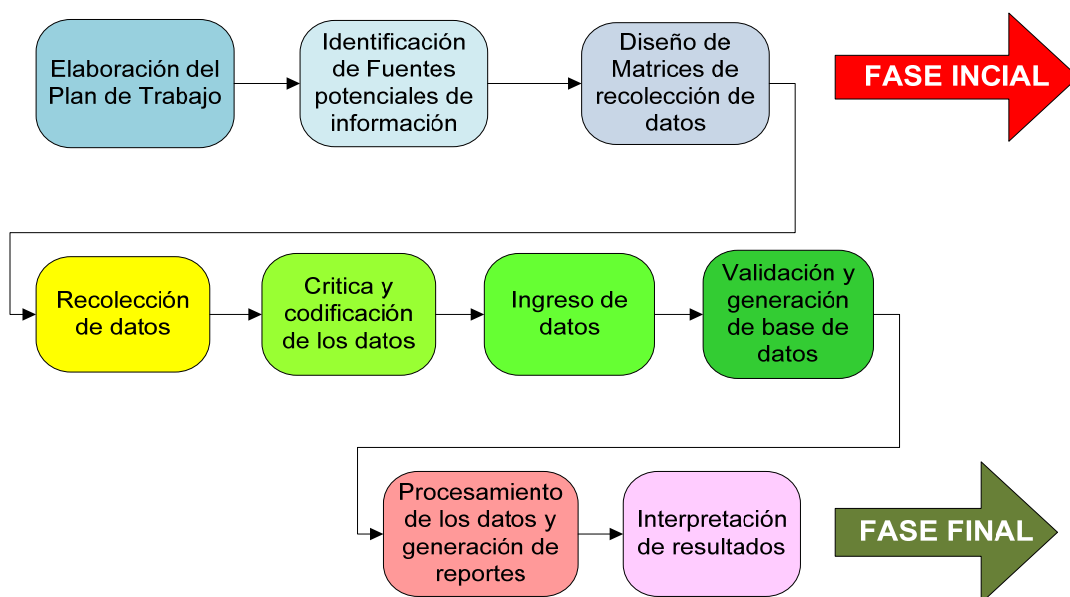 Elaboración del
Plan de Trabajo
Identificación
de Fuentes
potenciales de
información
Diseño de
Matrices de
recolección de
datos
FASE INCIAL
Recolección
de datos
Critica y
codificación
de los datos
Ingreso de
datos
Validación y
generación
de base de
datos
Procesamiento
de los datos y
generación de
reportes
Interpretación
de resultados
FASE FINAL